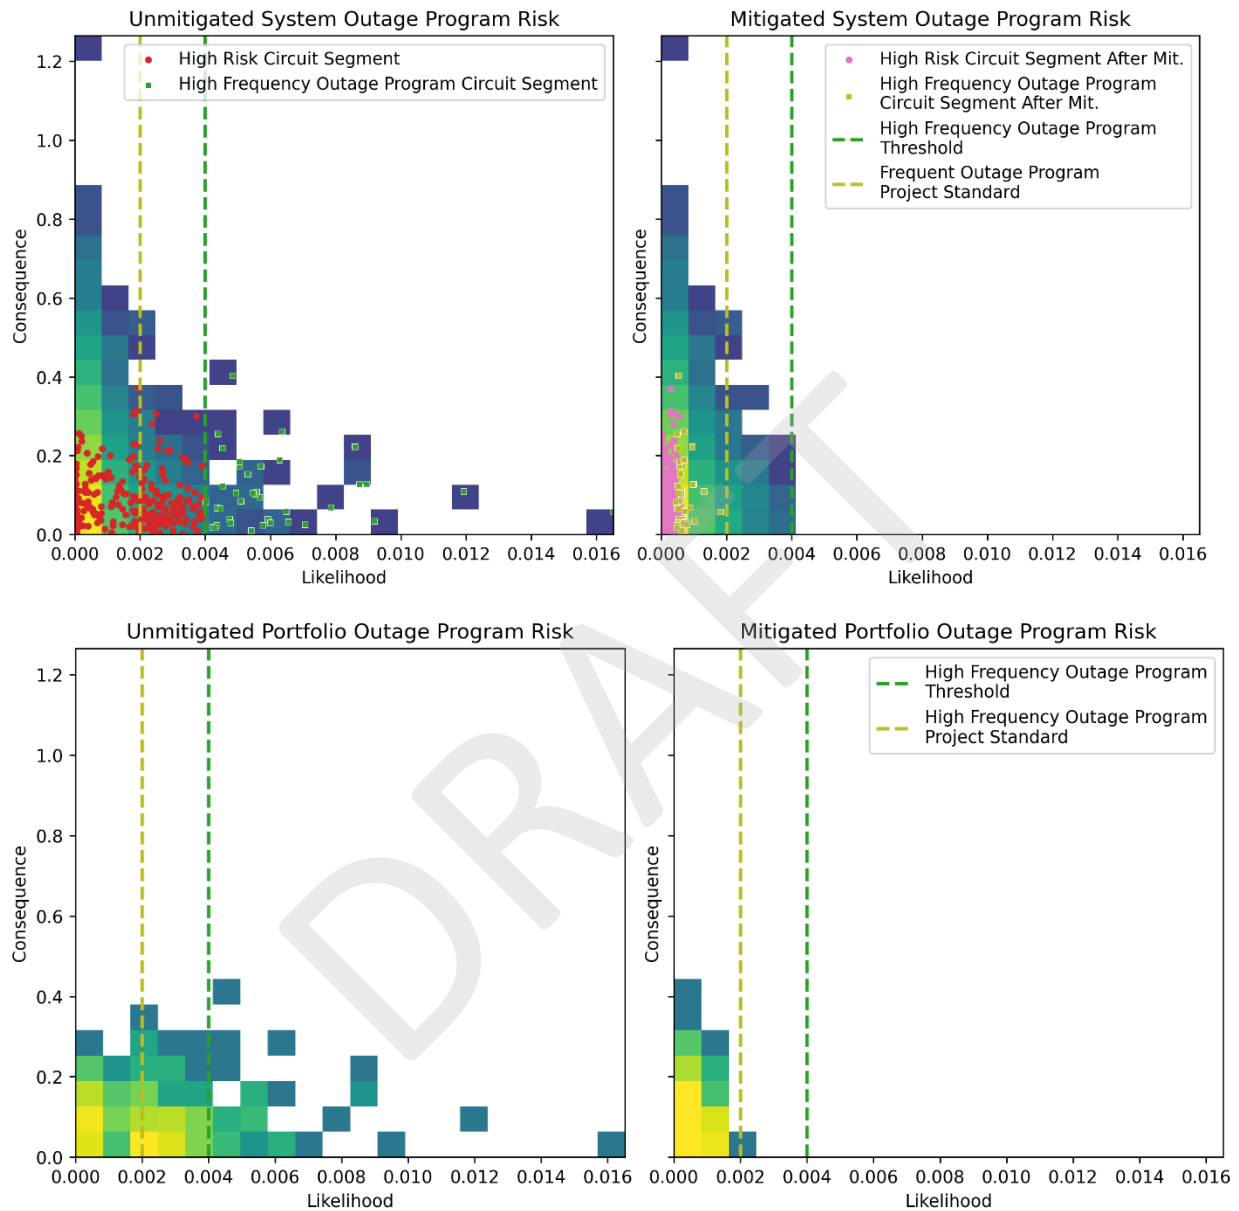 Unmitigated System Outage Program Risk
High Risk Circuit Segment
High Frequency Outage Program Circuit Segment
Consequence
1.2
1.0
0.8
0.6
0.4
0.2
0.0
0.000 0.002 0.004 0.006 0.008 0.010 0.012 0.014 0.016
Likelihood
Mitigated System Outage Program Risk
High Risk Circuit Segment After Mit.
High Frequency Outage Program
Circuit Segment After Mit.
High Frequency Outage Program
Threshold
Frequent Outage Program
Project Standard
Consequence
0.000 0.002 0.004 0.006 0.008 0.010 0.012 0.014 0.016
Likelihood
Unmitigated Portfolio Outage Program Risk
Consequence
1.2
1.0
0.8
0.6
0.4
0.2
0.0
0.000 0.002 0.004 0.006 0.008 0.010 0.012 0.014 0.016
Likelihood
Mitigated Portfolio Outage Program Risk
High Frequency Outage Program
Threshold
High Frequency Outage Program
Project Standard
Consequence
0.000 0.002 0.004 0.006 0.008 0.010 0.012 0.014 0.016
Likelihood
DRAFT